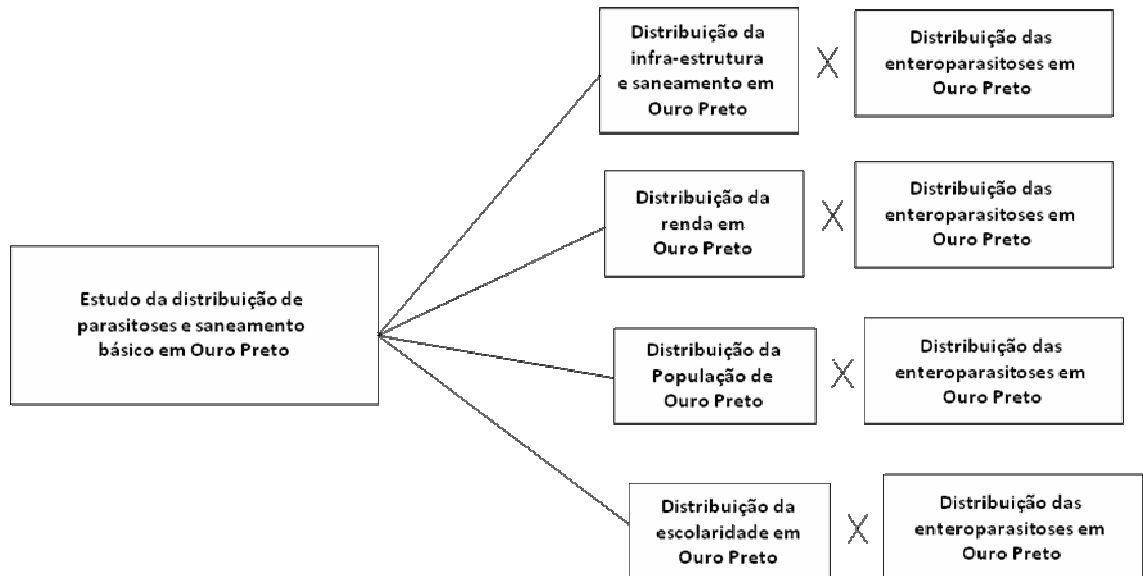 Distribuição da
infra-estrutura
e saneamento em
Ouro Preto
X
Distribuição das
enteroparasitoses em
Ouro Preto
Distribuição da
renda em
Ouro Preto
X
Distribuição das
enteroparasitoses em
Ouro Preto
Estudo da distribuição de
parasitoses e saneamento
básico em Ouro Preto
Distribuição da
População de
Ouro Preto
X
Distribuição das
enteroparasitoses em
Ouro Preto
Distribuição da
escolaridade em
Ouro Preto
X
Distribuição das
enteroparasitoses em
Ouro Preto